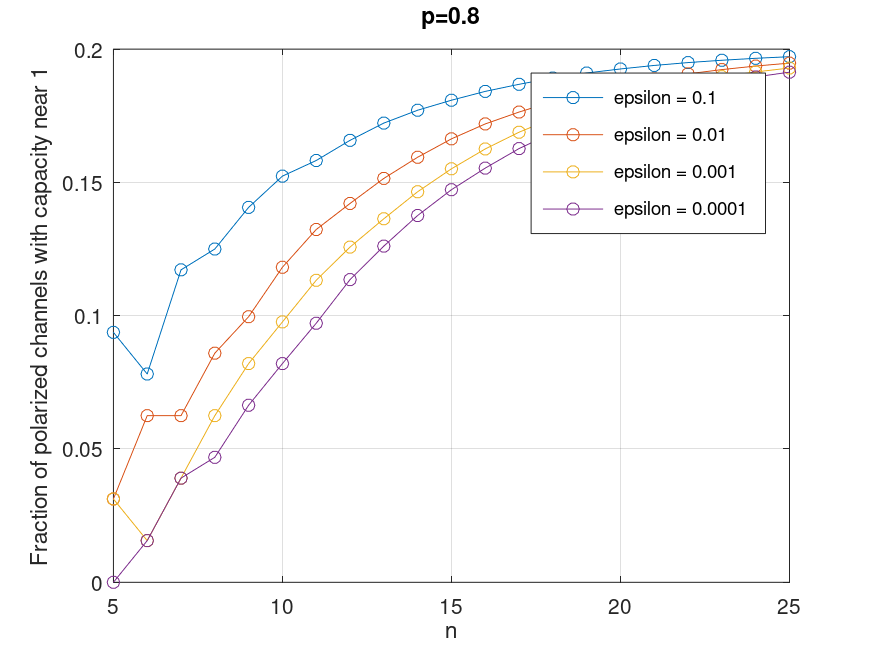 p=0.8
Fraction of polarized channels with capacity near 1
0.2
0.15
0.1
0.05
0
5
10
15
20
25
n
epsilon = 0.1
epsilon = 0.01
epsilon = 0.001
epsilon = 0.0001